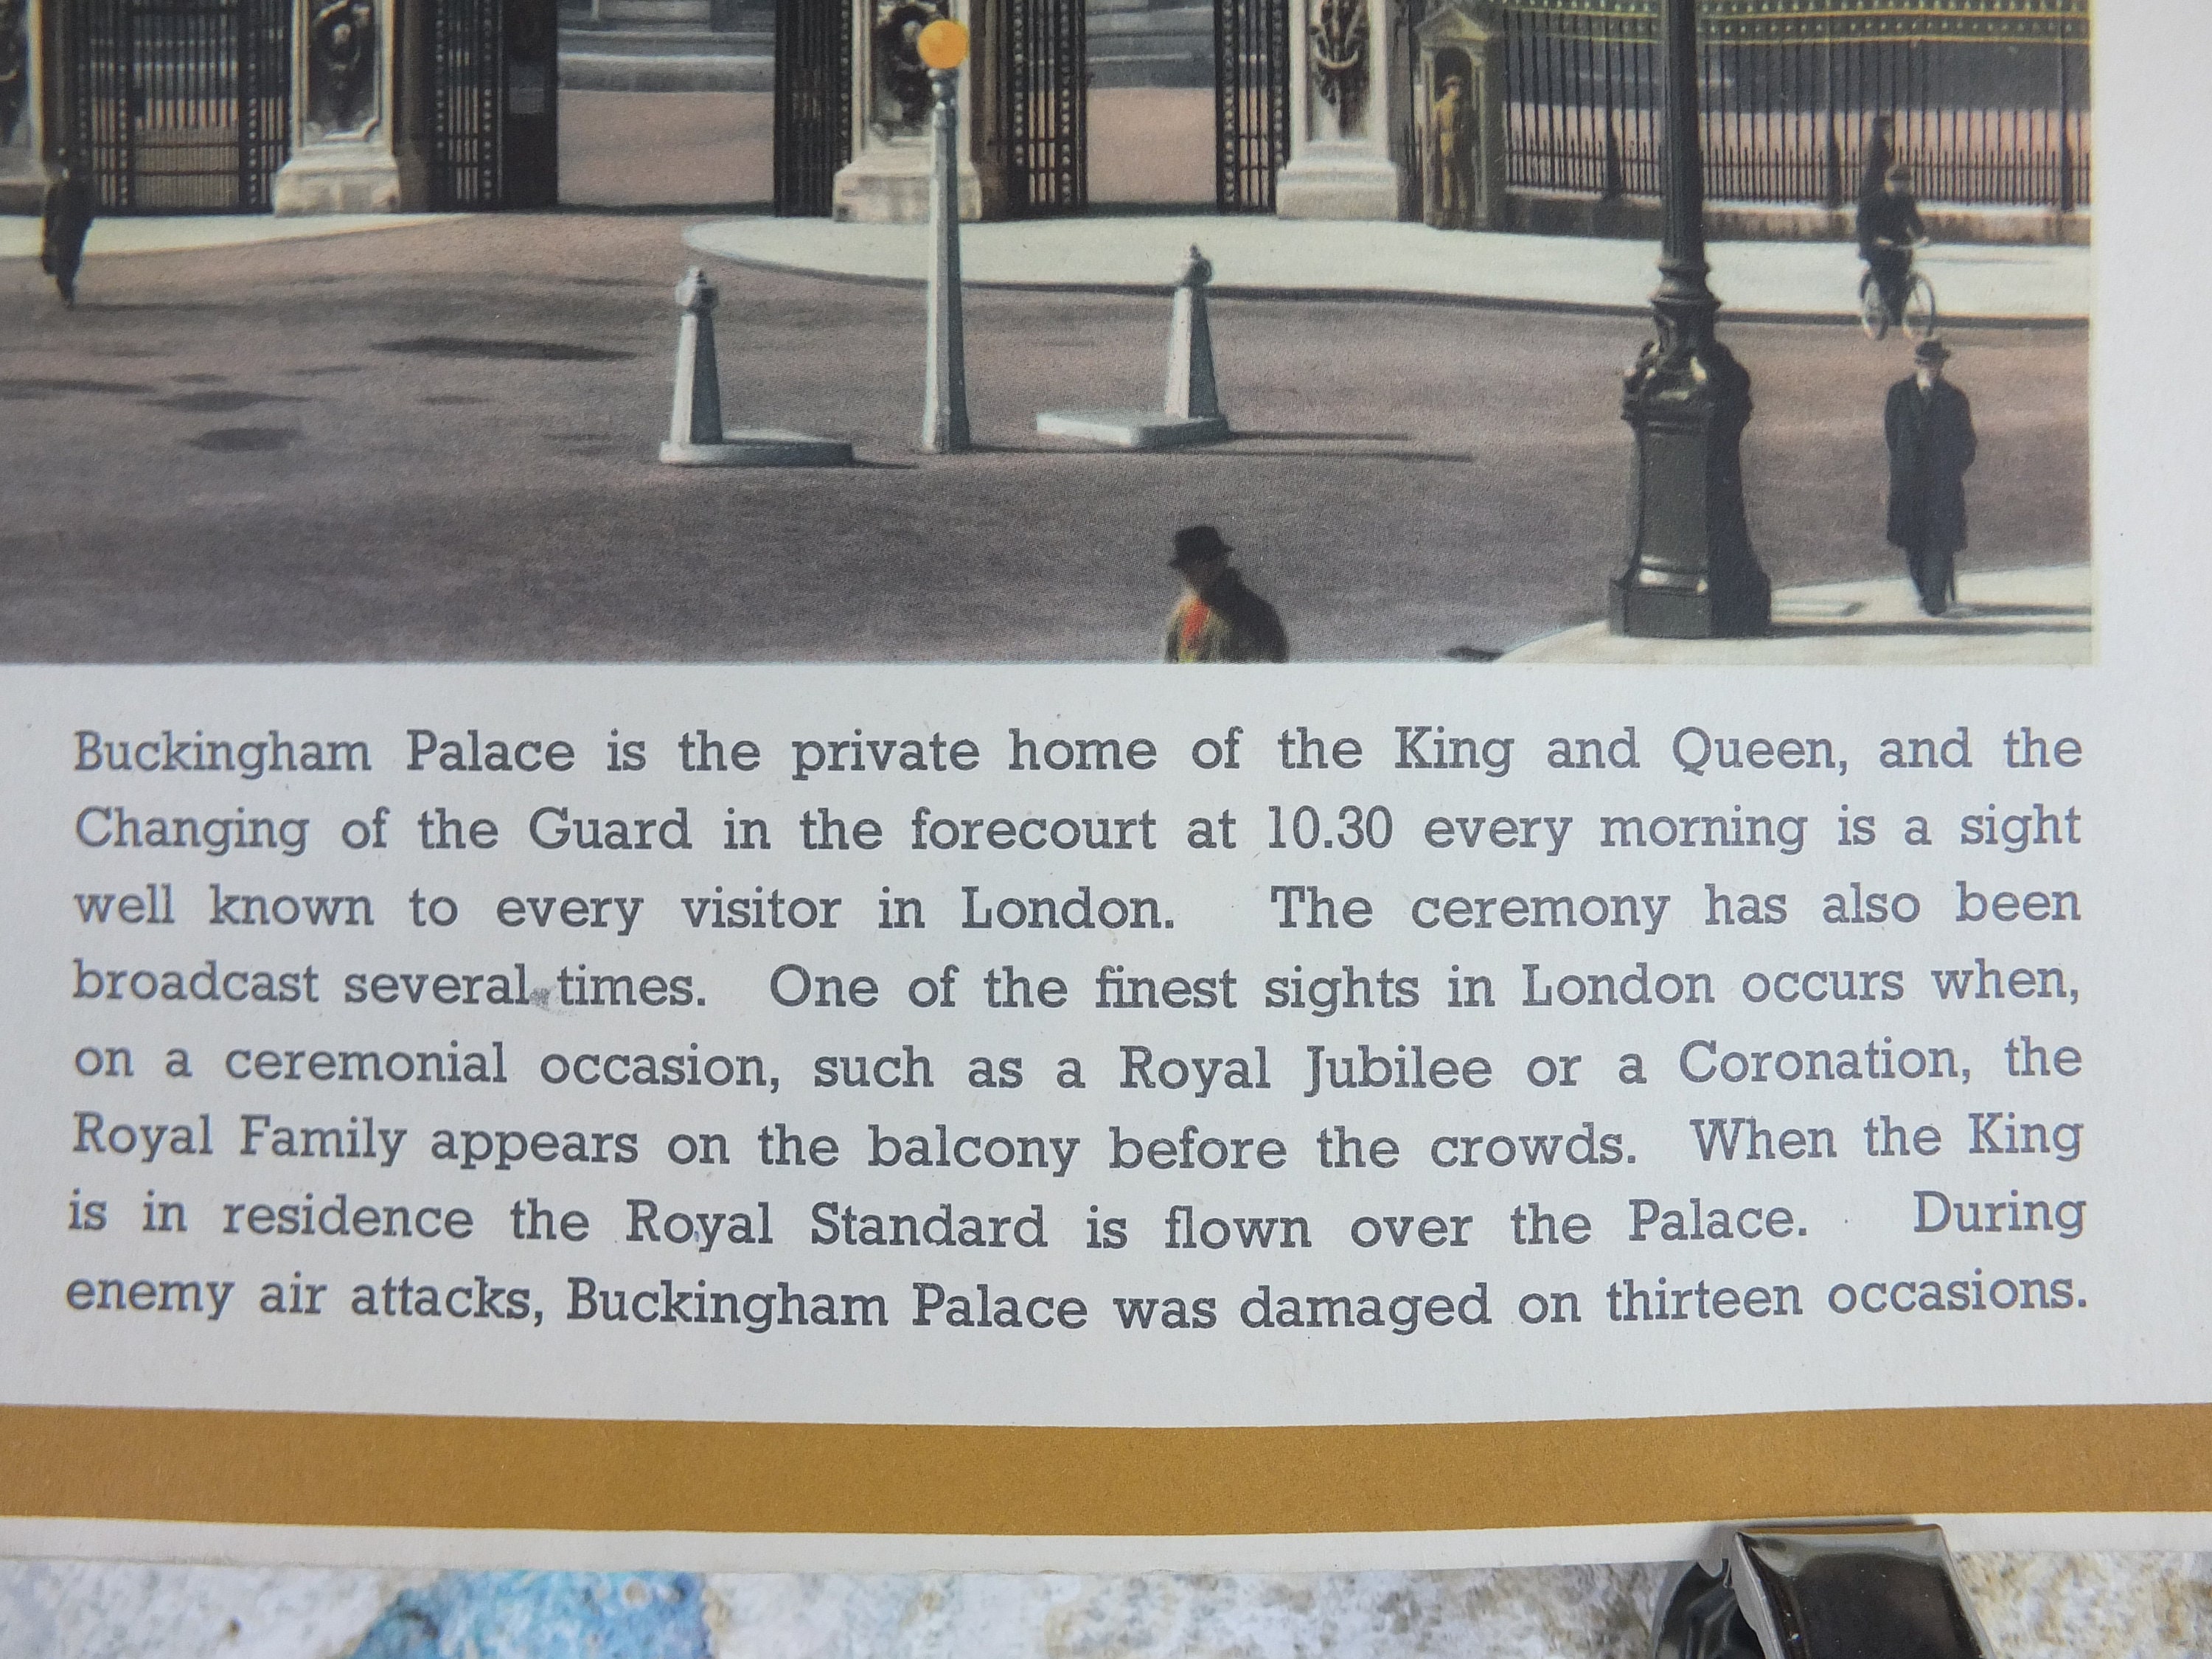 Buckingham Palace is the private home of the King and Queen, and the
Changing of the Guard in the forecourt at 10.30 every morning is a sight
well known to every visitor in London. The ceremony has also been
broadcast several times. One of the finest sights in London occurs when,
on a ceremonial occasion, such as a Royal Jubilee or a Coronation, the
Royal Family appears on the balcony before the crowds. When the King
is in residence the Royal Standard is flown over the Palace. During
enemy air attacks, Buckingham Palace was damaged on thirteen occasions.